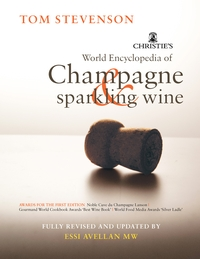 TOM STEVENSON
CHRISTIE'S
World Encyclopedia of
Champagne
& sparkling wine
AWARDS FOR THE FIRST EDITION: Noble Cuvée de Champagne Lanson /
Gourmand World Cookbook Awards 'Best Wine Book' / World Food Media Awards 'Silver Ladle'
FULLY REVISED AND UPDATED BY
ESSI AVELLAN MW